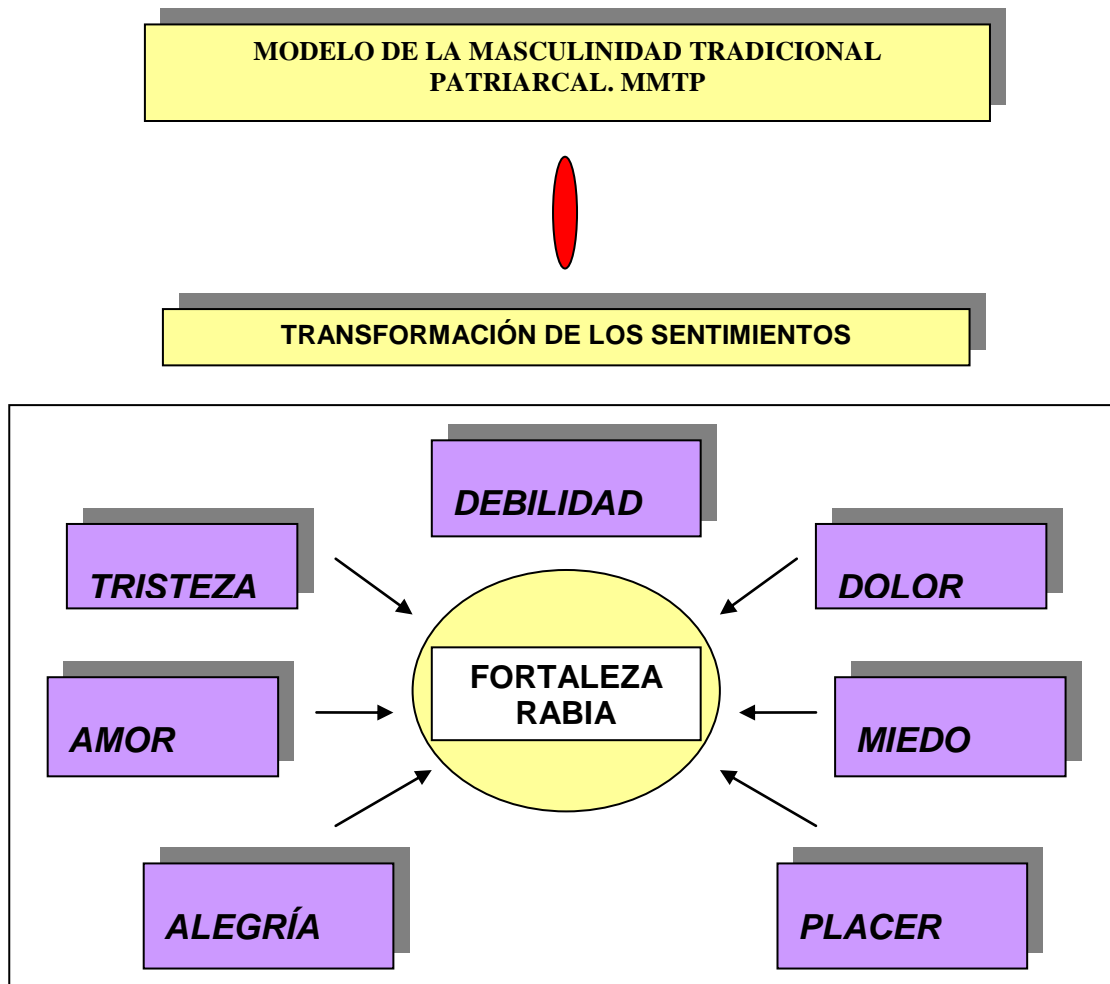 MODELO DE LA MASCULINIDAD TRADICIONAL
PATRIARCAL. MMTP
TRANSFORMACIÓN DE LOS SENTIMIENTOS
DEBILIDAD
TRISTEZA
DOLOR
FORTALEZA
RABIA
AMOR
MIEDO
ALEGRÍA
PLACER